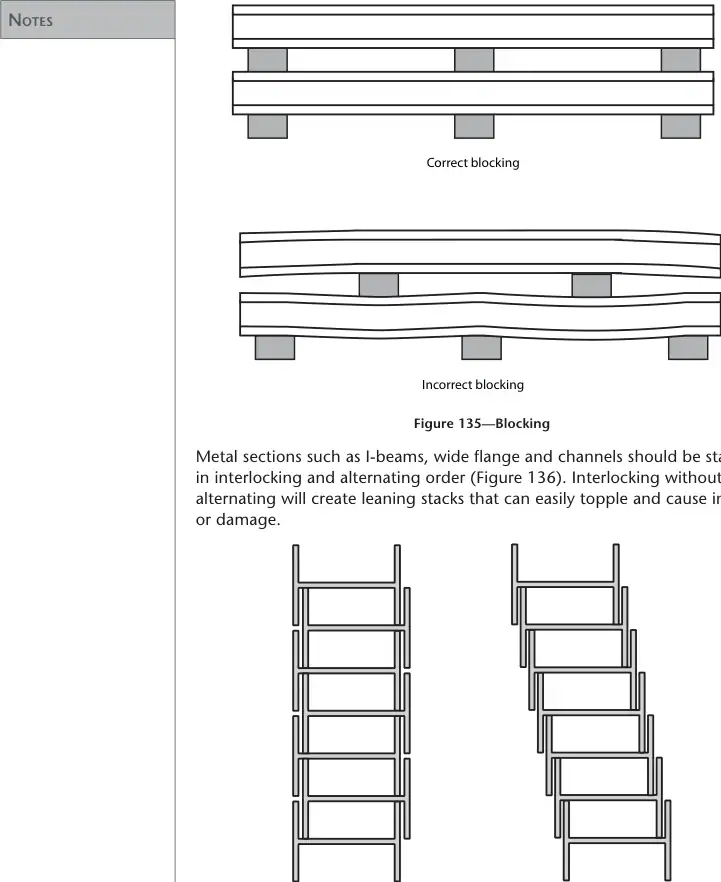 NOTES
Correct blocking
Incorrect blocking
Figure 135—Blocking
Metal sections such as I-beams, wide flange and channels should be
in interlocking and alternating order (Figure 136). Interlocking without
alternating will create leaning stacks that can easily topple and cause
or damage.